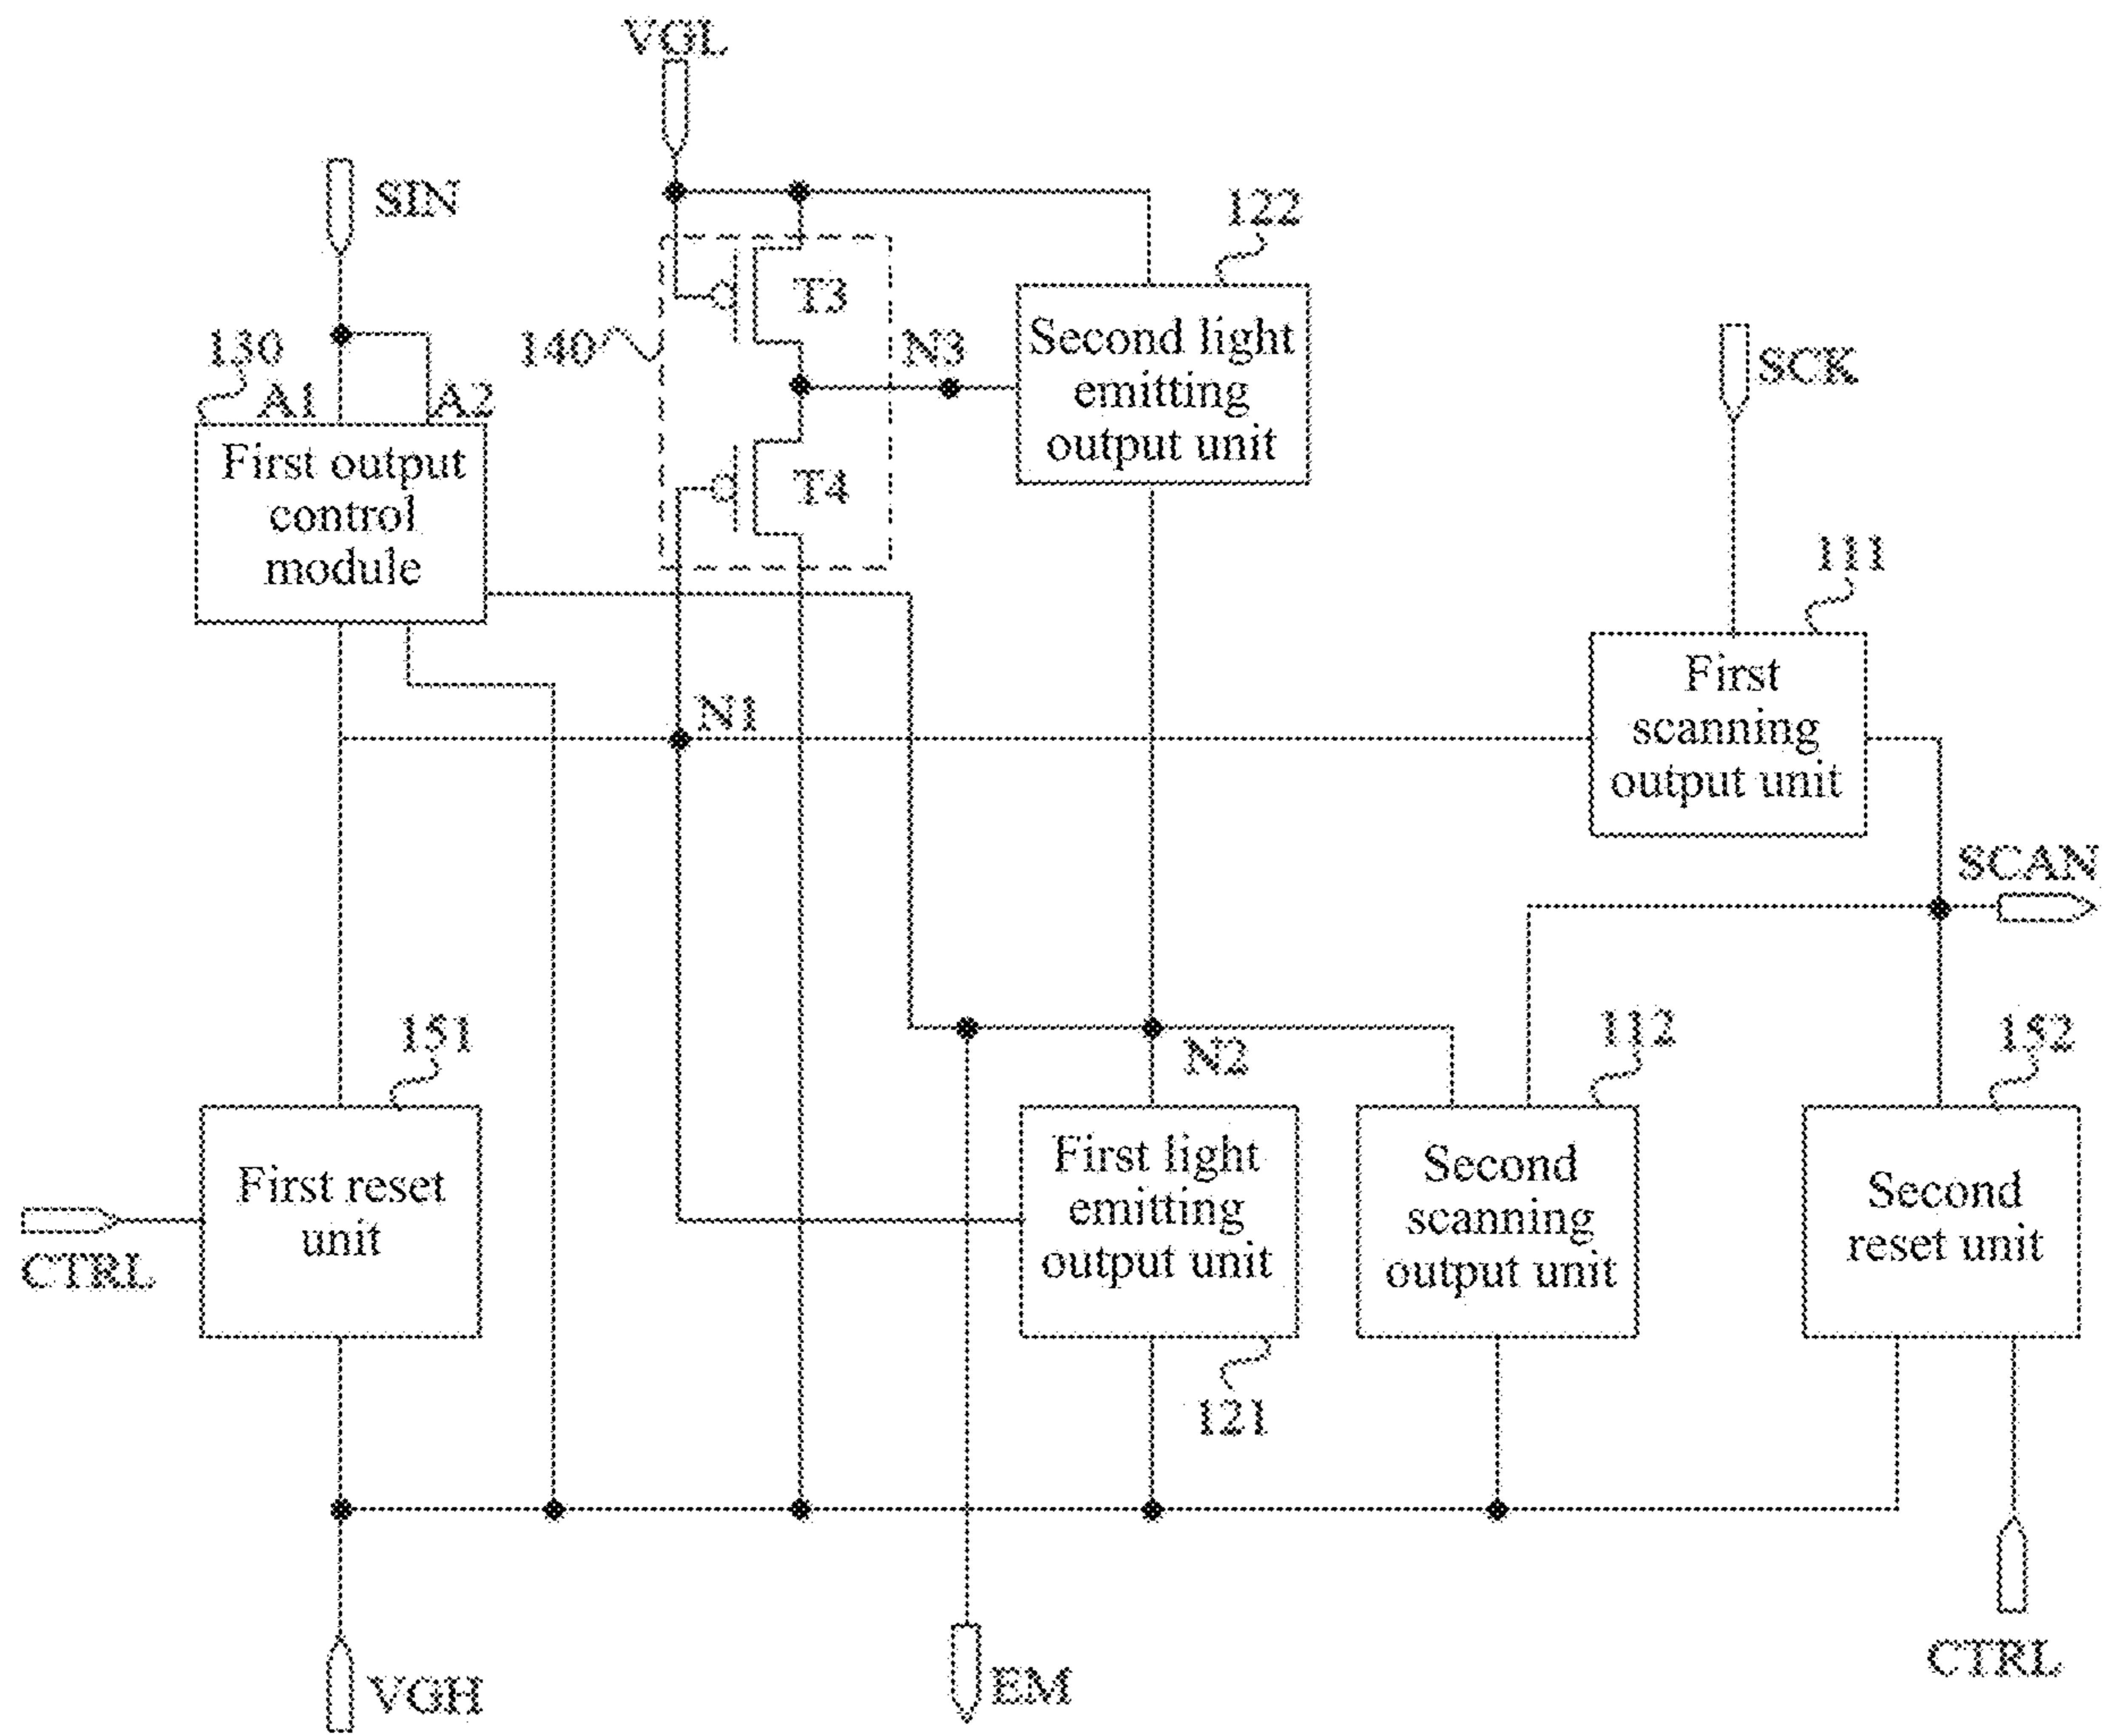 VGL
SIN
122
T3
130
140
N3
A1
A2
Second light
emitting
output unit
SCK
First output
control
module
T4
111
N1
First
scanning
output unit
SCAN
151
N2
112
152
First reset
unit
First light
emitting
output unit
Second
scanning
output unit
Second
reset unit
CTRL
121
VGH
EM
CTRL